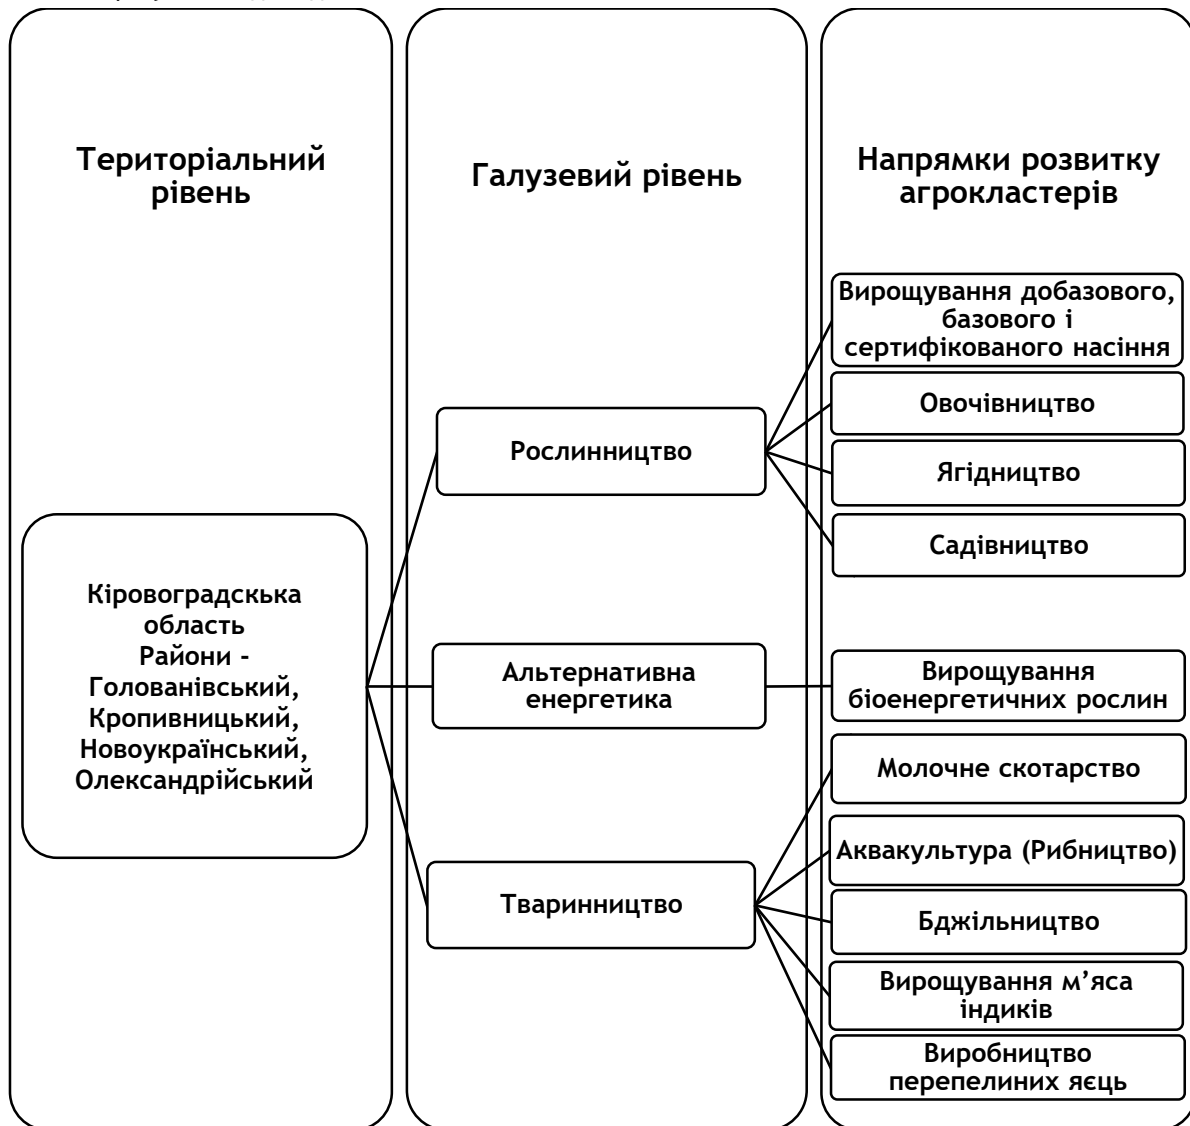 Територіальний
рівень
Галузевий рівень
Напрямки розвитку
агрокластерів
Кіровоградскька
область
Райони -
Голованівський,
Кропивницький,
Новоукраїнський,
Олександрійський
Рослинництво
Альтернативна
енергетика
Тваринництво
Вирощування добазового,
базового і
сертифікованого насіння
Овочівництво
Ягідництво
Садівництво
Вирощування
біоенергетичних рослин
Молочне скотарство
Аквакультура (Рибництво)
Бджільництво
Вирощування м’яса
індиків
Виробництво
перепелиних яєць